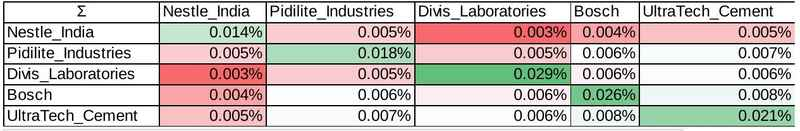 Σ Nestle_India Pidilite_Industries Divis_Laboratories Bosch UltraTech_Cement
Nestle_India 0.014% 0.005% 0.003% 0.004% 0.005%
Pidilite_Industries 0.005% 0.018% 0.005% 0.006% 0.007%
Divis_Laboratories 0.003% 0.005% 0.029% 0.006% 0.006%
Bosch 0.004% 0.006% 0.006% 0.026% 0.008%
UltraTech_Cement 0.005% 0.007% 0.006% 0.008% 0.021%